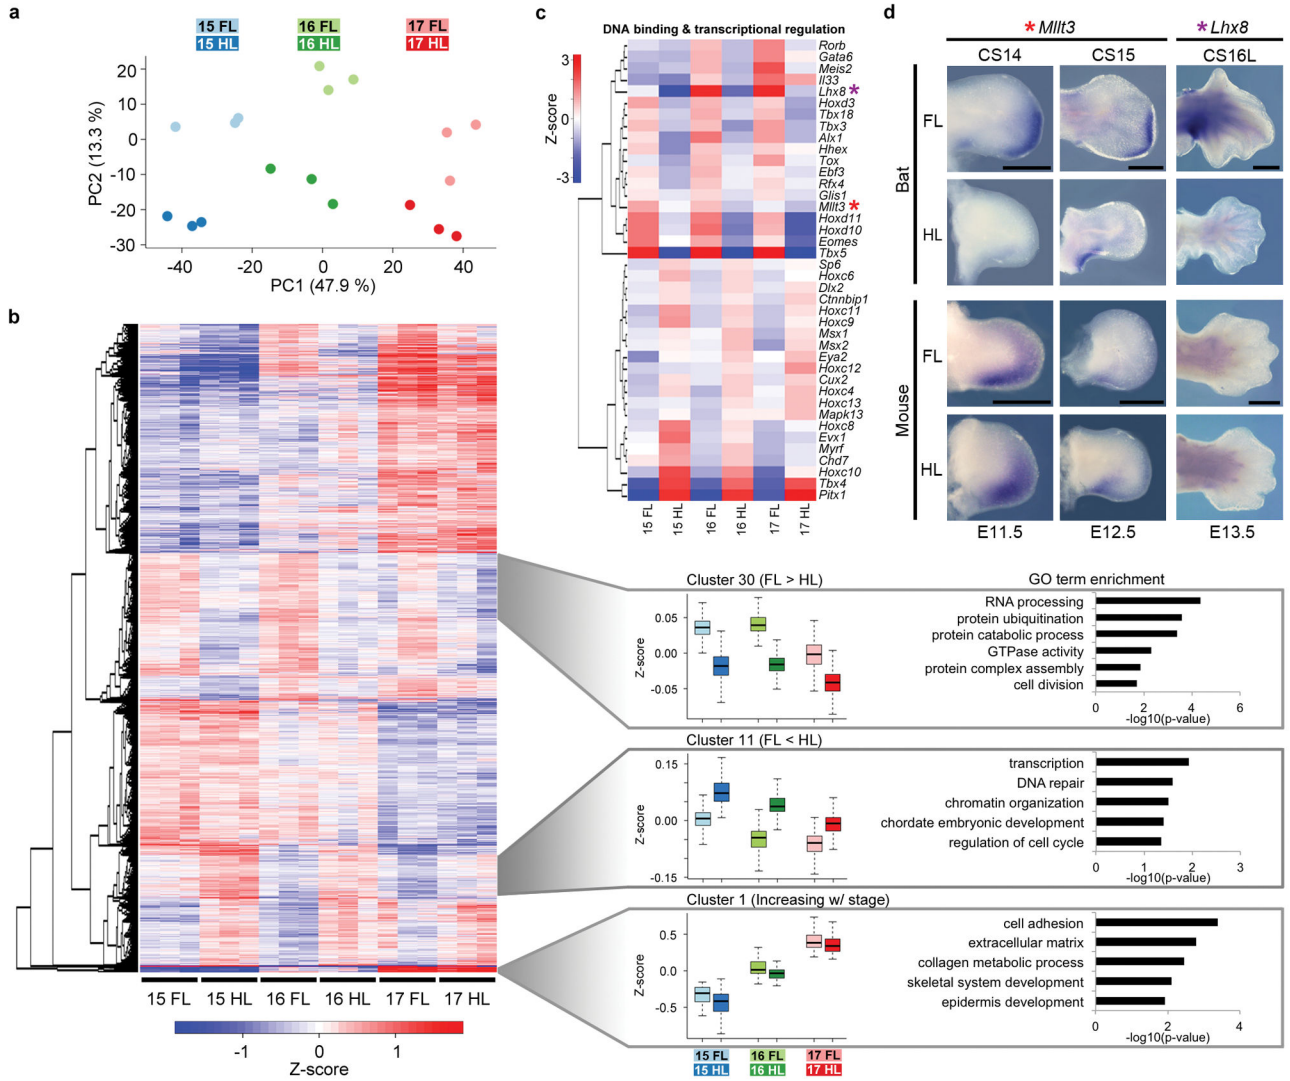 a
15 FL
15 HL
16 FL
16 HL
17 FL
17 HL
PC2 (13.3 %)
20
10
0
-10
-20
-30
-40
-20
0
20
40
PC1 (47.9 %)
b
15 FL
15 HL
16 FL
16 HL
17 FL
17 HL
-1
0
1
Z-score
c
DNA binding & transcriptional regulation
3
0
-3
Z-score
Rorb
Gata6
Meis2
Il33
Lhx8 *
Hoxd3
Tbx18
Tbx3
Alx1
Hhex
Tox
Ebf3
Rfx4
Glis1
Mllt3 *
Hoxd11
Hoxd10
Eomes
Tbx5
Sp6
Hoxc6
Dlx2
Ctnnbip1
Hoxc11
Hoxc9
Msx1
Msx2
Eya2
Hoxc12
Cux2
Hoxc4
Hoxc13
Mapk13
Hoxc8
Evx1
Myrf
Chd7
Hoxc10
Tbx4
Pitx1
15 FL
15 HL
16 FL
16 HL
17 FL
17 HL
d
* Mllt3
* Lhx8
CS14
CS15
CS16L
Bat
FL
HL
Mouse
FL
HL
E11.5
E12.5
E13.5
Cluster 30 (FL > HL)
GO term enrichment
Z-score
0.05
0.00
-0.05
RNA processing
protein ubiquitination
protein catabolic process
GTPase activity
protein complex assembly
cell division
0
2
4
6
-log10(p-value)
Cluster 11 (FL < HL)
Z-score
0.15
0.00
-0.15
transcription
DNA repair
chromatin organization
chordate embryonic development
regulation of cell cycle
0
1
2
3
-log10(p-value)
Cluster 1 (Increasing w/ stage)
Z-score
0.5
0.0
-0.5
cell adhesion
extracellular matrix
collagen metabolic process
skeletal system development
epidermis development
0
2
4
-log10(p-value)
15 FL
15 HL
16 FL
16 HL
17 FL
17 HL